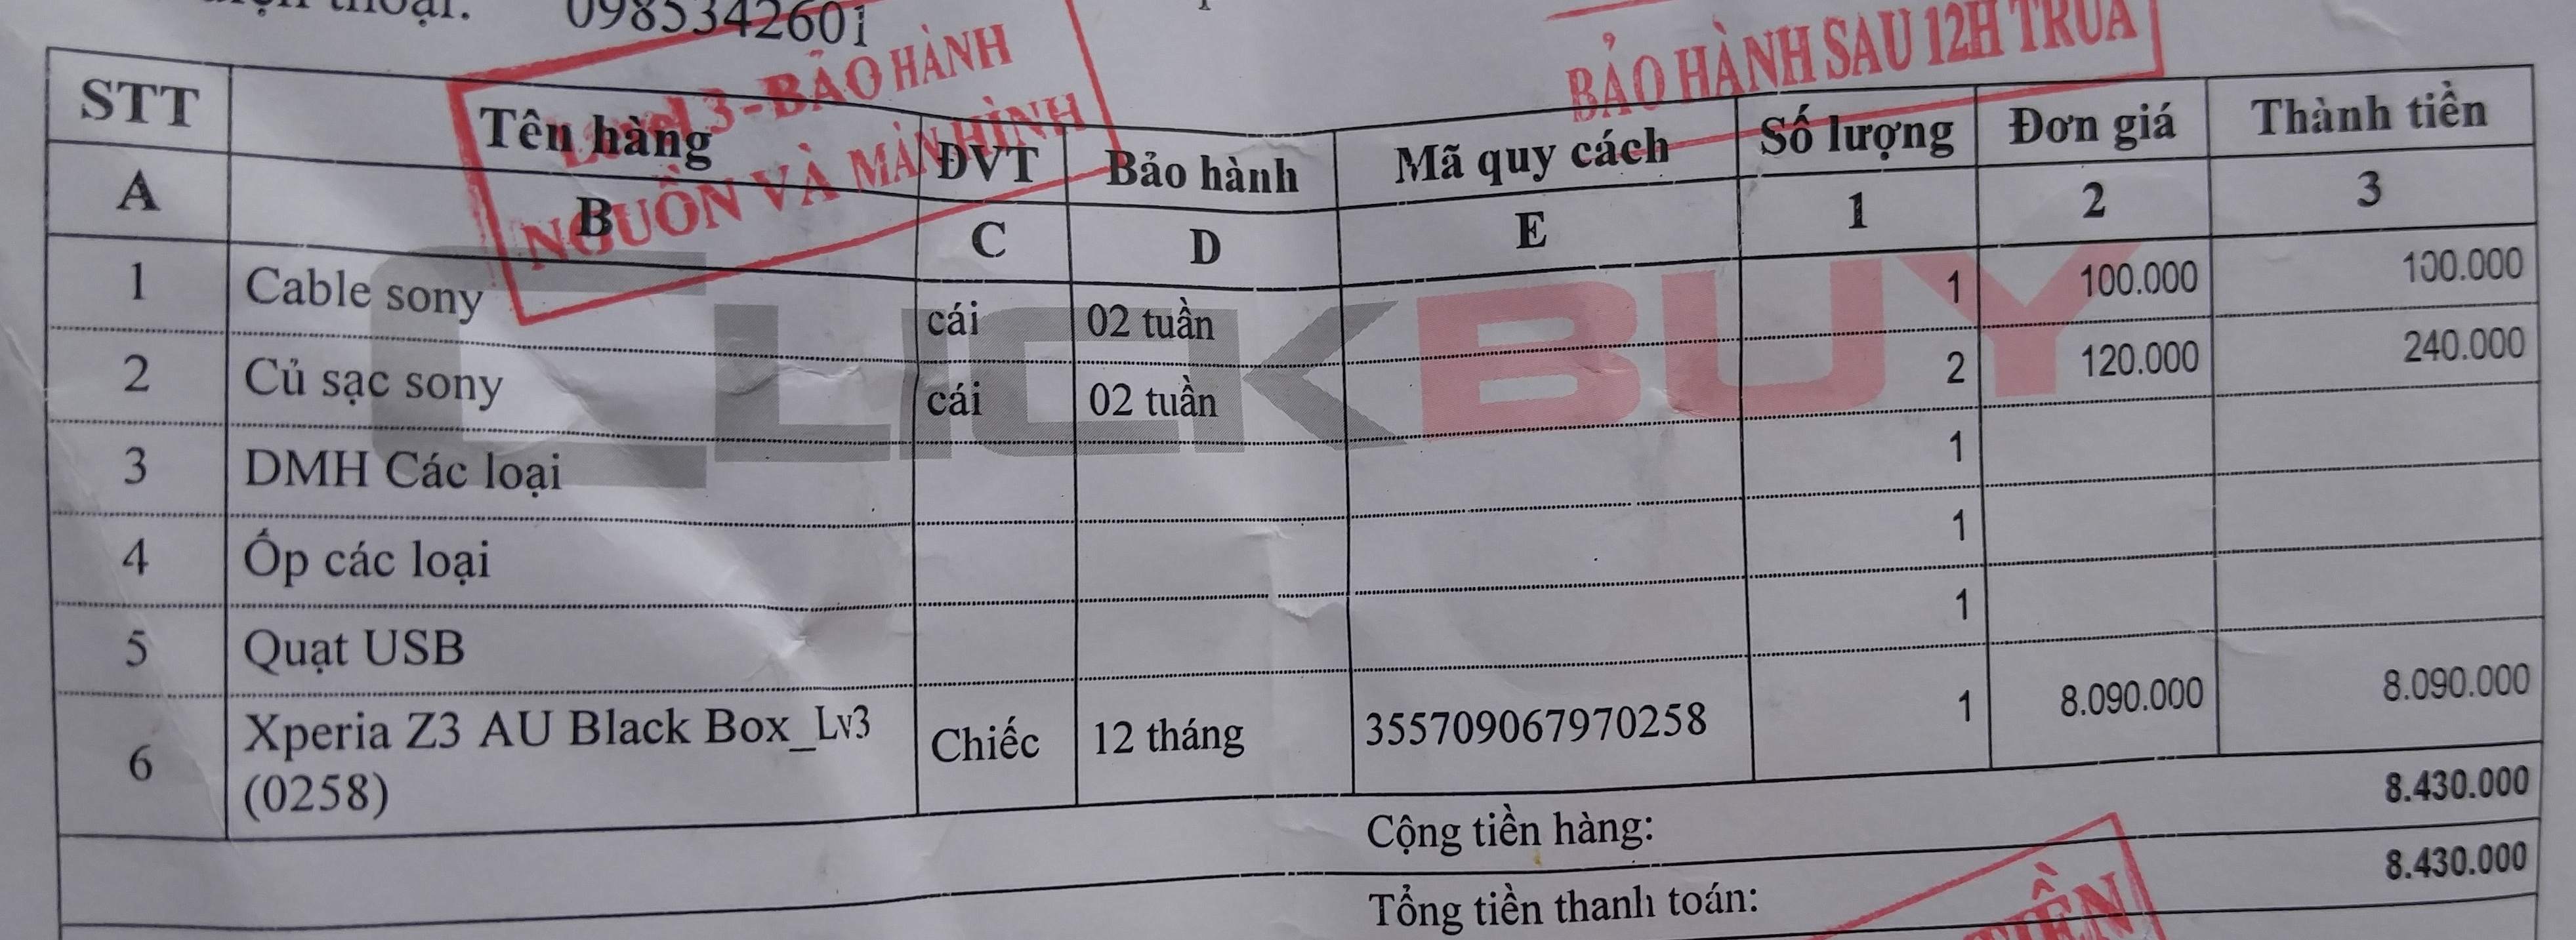 thoại: 0985342601
Level 3 - BẢO HÀNH
NGUỒN VÀ MÀN HÌNH
BẢO HÀNH SAU 12H TRƯA
STT Tên hàng ĐVT Bảo hành Mã quy cách Số lượng Đơn giá Thành tiền
A B C D E 1 2 3
1 Cable sony cái 02 tuần 1 100.000 100.000
2 Củ sạc sony cái 02 tuần 2 120.000 240.000
3 DMH Các loại 1
4 Ốp các loại 1
5 Quạt USB 1
6 Xperia Z3 AU Black Box_Lv3 Chiếc 12 tháng 355709067970258 1 8.090.000 8.090.000
(0258)
Cộng tiền hàng: 8.430.000
Tổng tiền thanh toán: 8.430.000
CLICKBUY
TIỀN